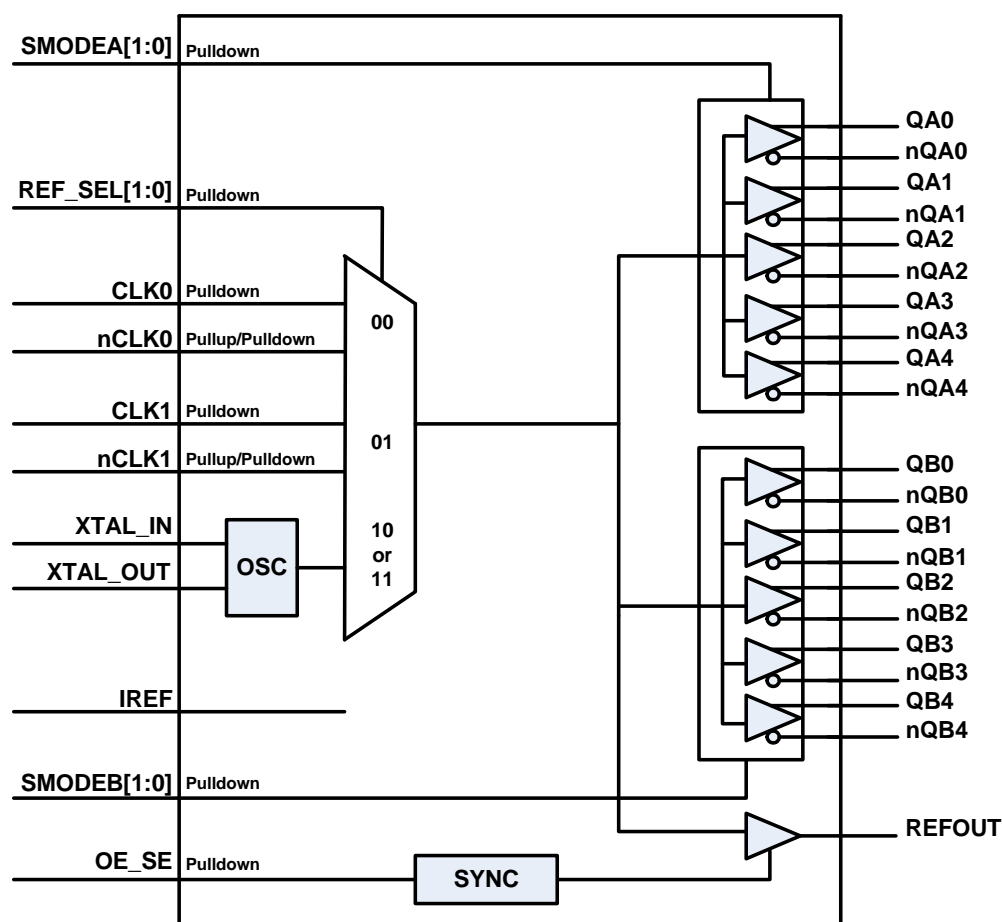 SMODEA[1:0] Pulldown
REF_SEL[1:0] Pulldown
CLK0 Pulldown
nCLK0 Pullup/Pulldown
CLK1 Pulldown
nCLK1 Pullup/Pulldown
XTAL_IN
XTAL_OUT
OSC
00
01
10
or
11
IREF
SMODEB[1:0] Pulldown
OE_SE Pulldown
SYNC
QA0
nQA0
QA1
nQA1
QA2
nQA2
QA3
nQA3
QA4
nQA4
QB0
nQB0
QB1
nQB1
QB2
nQB2
QB3
nQB3
QB4
nQB4
REFOUT